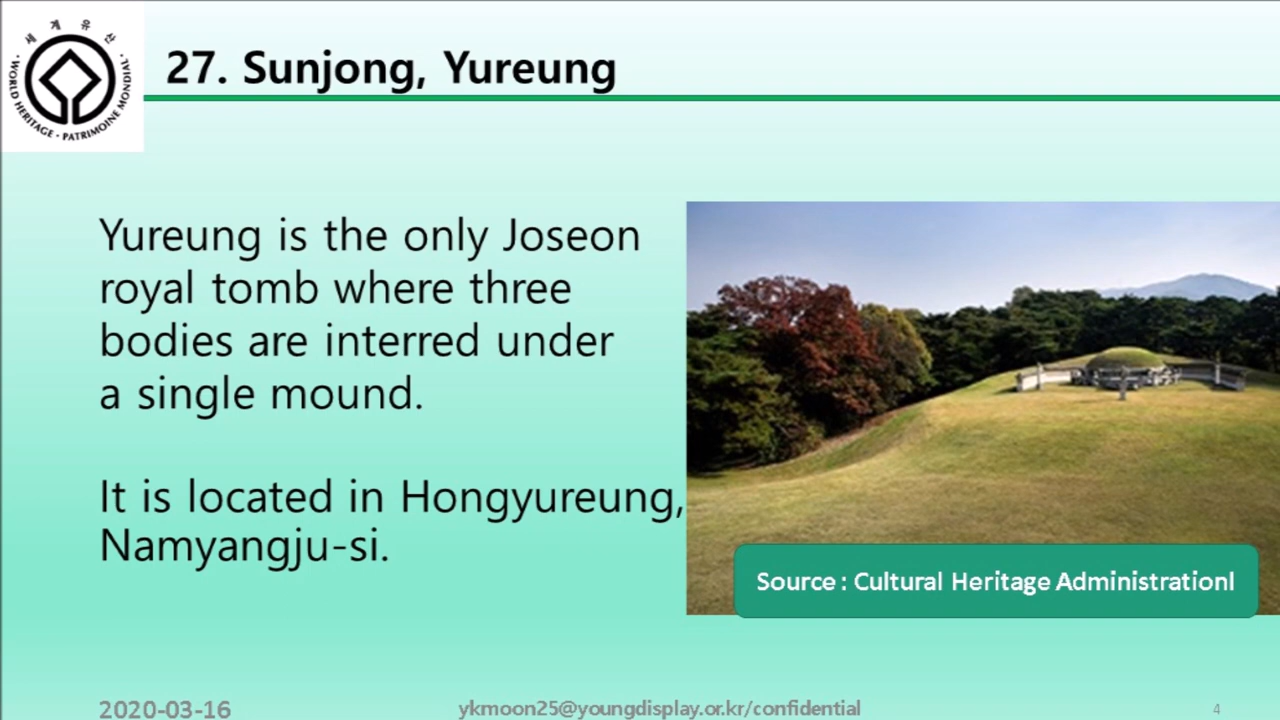 세계유산
WORLD HERITAGE · PATRIMOINE MONDIAL ·
27. Sunjong, Yureung
Yureung is the only Joseon
royal tomb where three
bodies are interred under
a single mound.
It is located in Hongyureung,
Namyangju-si.
Source : Cultural Heritage Administrationl
2020-03-16
ykmoon25@youngdisplay.or.kr/confidential
4